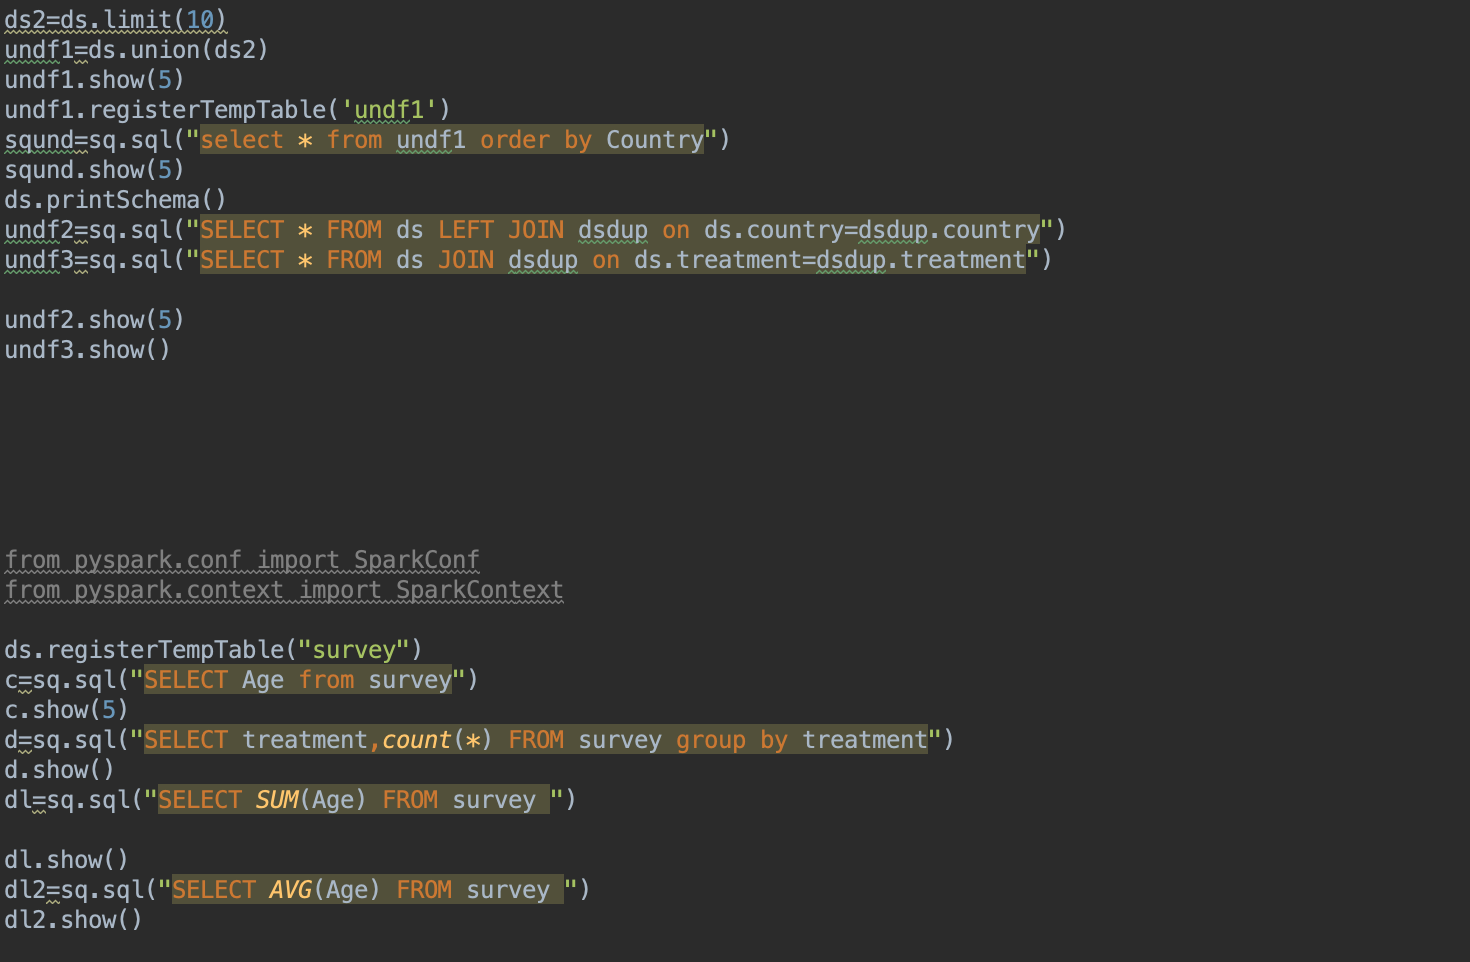 ds2=ds.limit(10)
undf1=ds.union(ds2)
undf1.show(5)
undf1.registerTempTable('undf1')
sqund=sq.sql("select * from undf1 order by Country")
sqund.show(5)
ds.printSchema()
undf2=sq.sql("SELECT * FROM ds LEFT JOIN dsdup on ds.country=dsdup.country")
undf3=sq.sql("SELECT * FROM ds JOIN dsdup on ds.treatment=dsdup.treatment")
undf2.show(5)
undf3.show()
from pyspark.conf import SparkConf
from pyspark.context import SparkContext
ds.registerTempTable("survey")
c=sq.sql("SELECT Age from survey")
c.show(5)
d=sq.sql("SELECT treatment,count(*) FROM survey group by treatment")
d.show()
dl=sq.sql("SELECT SUM(Age) FROM survey ")
dl.show()
dl2=sq.sql("SELECT AVG(Age) FROM survey ")
dl2.show()